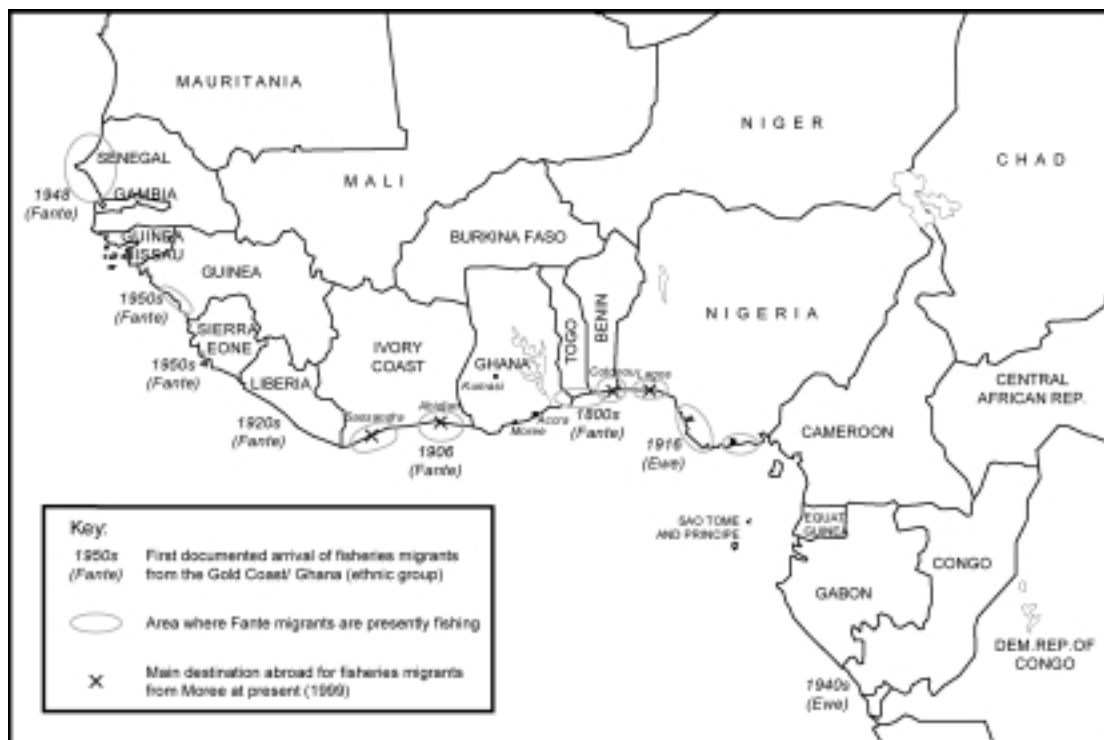 MAURITANIA
NIGER
CHAD
SENEGAL
MALI
1948
(Fante)
GAMBIA
GUINEA
BISSAU
BURKINA FASO
GUINEA
1950s
(Fante)
NIGERIA
SIERRA
LEONE
IVORY
COAST
GHANA
TOGO
BENIN
Kumasi
Cotonou
Lagos
1950s
(Fante)
LIBERIA
CENTRAL
AFRICAN REP.
Sassandra
Abidjan
Accra
Moree
1800s
(Fante)
CAMEROON
1920s
(Fante)
1906
(Fante)
1916
(Ewe)
SAO TOME
AND PRINCIPE
EQUAT.
GUINEA
CONGO
GABON
DEM.REP.OF
CONGO
1940s
(Ewe)
Key:
1950s
(Fante)
First documented arrival of fisheries migrants
from the Gold Coast/ Ghana (ethnic group)
Area where Fante migrants are presently fishing
Main destination abroad for fisheries migrants
from Moree at present (1999)